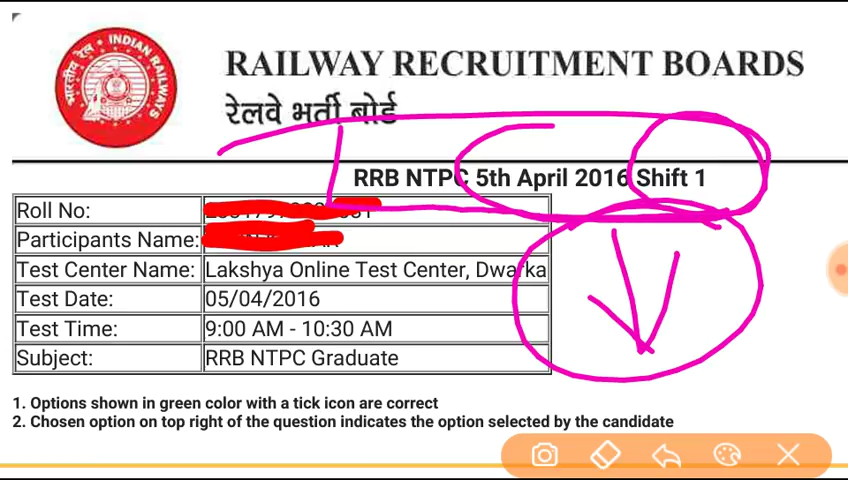 भारतीय रेल INDIAN RAILWAYS
RAILWAY RECRUITMENT BOARDS
रेलवे भर्ती बोर्ड
RRB NTPC 5th April 2016 Shift 1
Roll No:
Participants Name:
Test Center Name: Lakshya Online Test Center, Dwarka
Test Date: 05/04/2016
Test Time: 9:00 AM - 10:30 AM
Subject: RRB NTPC Graduate
1. Options shown in green color with a tick icon are correct
2. Chosen option on top right of the question indicates the option selected by the candidate